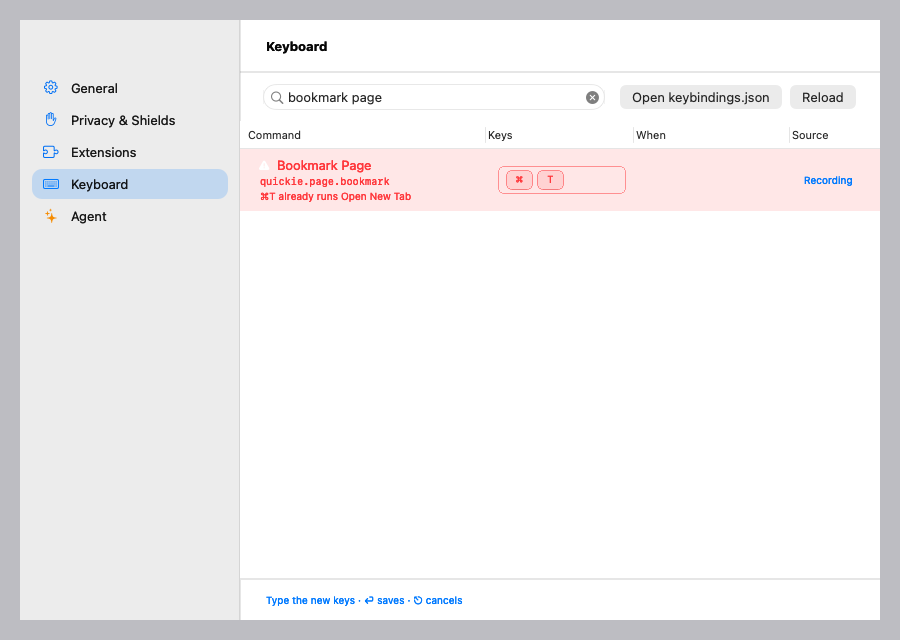 Keyboard
General
Privacy & Shields
Extensions
Keyboard
Agent
bookmark page
Open keybindings.json
Reload
Command Keys When Source
Bookmark Page
quickie.page.bookmark
⌘T already runs Open New Tab
⌘ T
Recording
Type the new keys · ↩ saves · ⎋ cancels